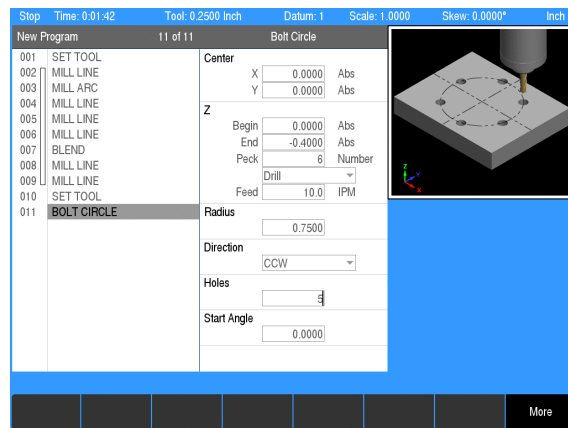 Stop Time: 0:01:42 Tool: 0.2500 Inch Datum: 1 Scale: 1.0000 Skew: 0.0000° Inch
New Program 11 of 11 Bolt Circle
001 SET TOOL
002 MILL LINE
003 MILL ARC
004 MILL LINE
005 MILL LINE
006 MILL LINE
007 BLEND
008 MILL LINE
009 MILL LINE
010 SET TOOL
011 BOLT CIRCLE
Center
X 0.0000 Abs
Y 0.0000 Abs
Z
Begin 0.0000 Abs
End -0.4000 Abs
Peck 6 Number
Drill
Feed 10.0 IPM
Radius
0.7500
Direction
CCW
Holes
5
Start Angle
0.0000
Z
Y
X
More